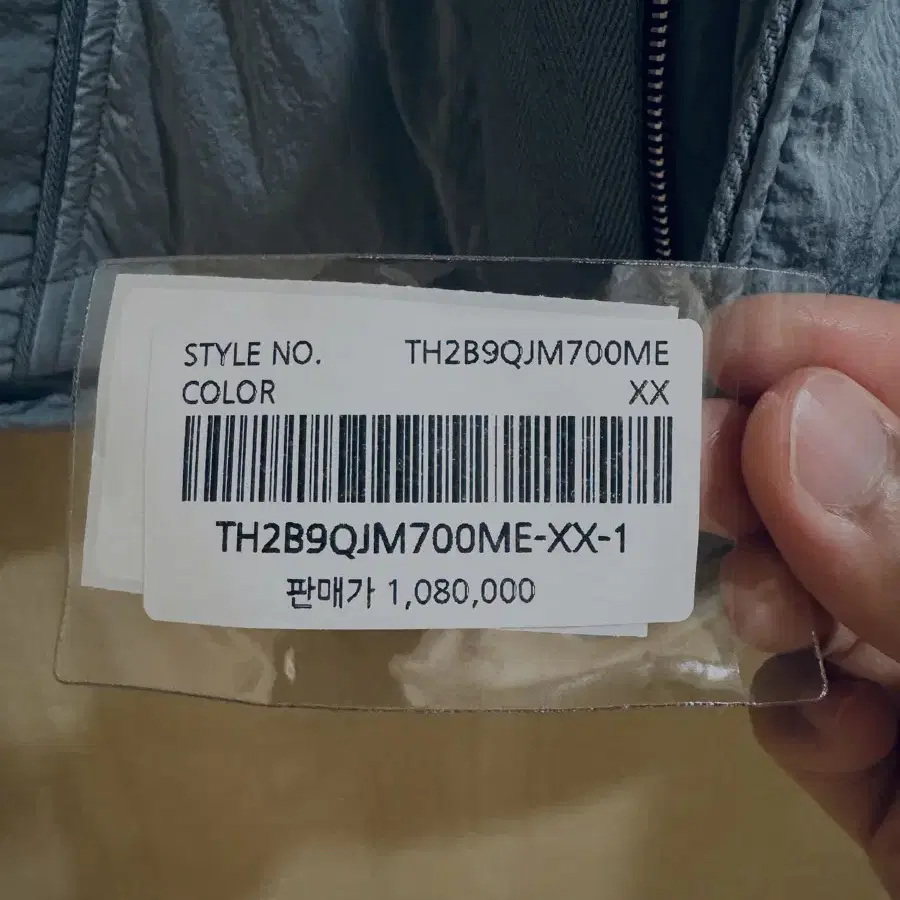 STYLE NO. TH2B9QJM700ME
COLOR XX
TH2B9QJM700ME-XX-1
판매가 1,080,000